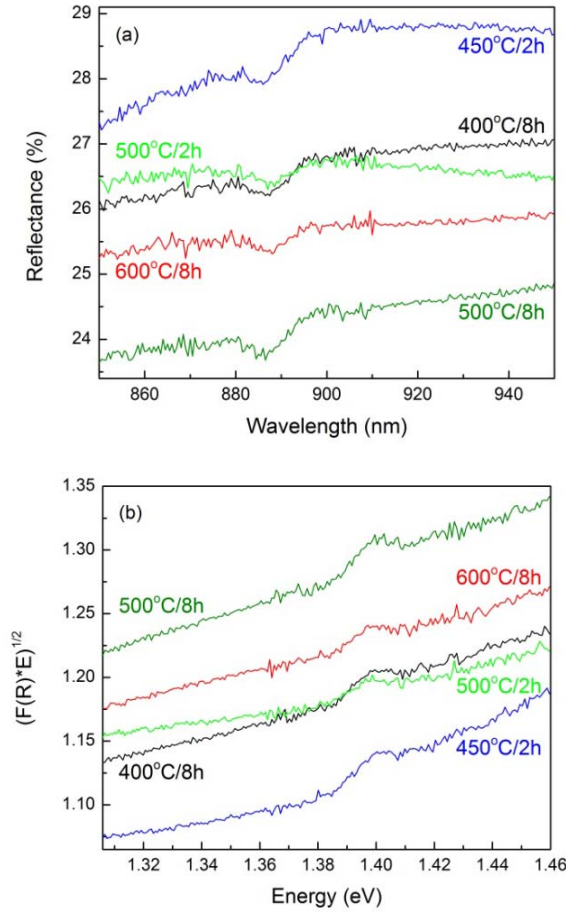 29
(a)
450°C/2h
28
27
400°C/8h
500°C/2h
26
600°C/8h
25
500°C/8h
24
Reflectance (%)
860 880 900 920 940
Wavelength (nm)
1.35
(b)
1.30
600°C/8h
500°C/8h
1.25
1.20
500°C/2h
1.15
400°C/8h
450°C/2h
1.10
(F(R)*E)^1/2
1.32 1.34 1.36 1.38 1.40 1.42 1.44 1.46
Energy (eV)